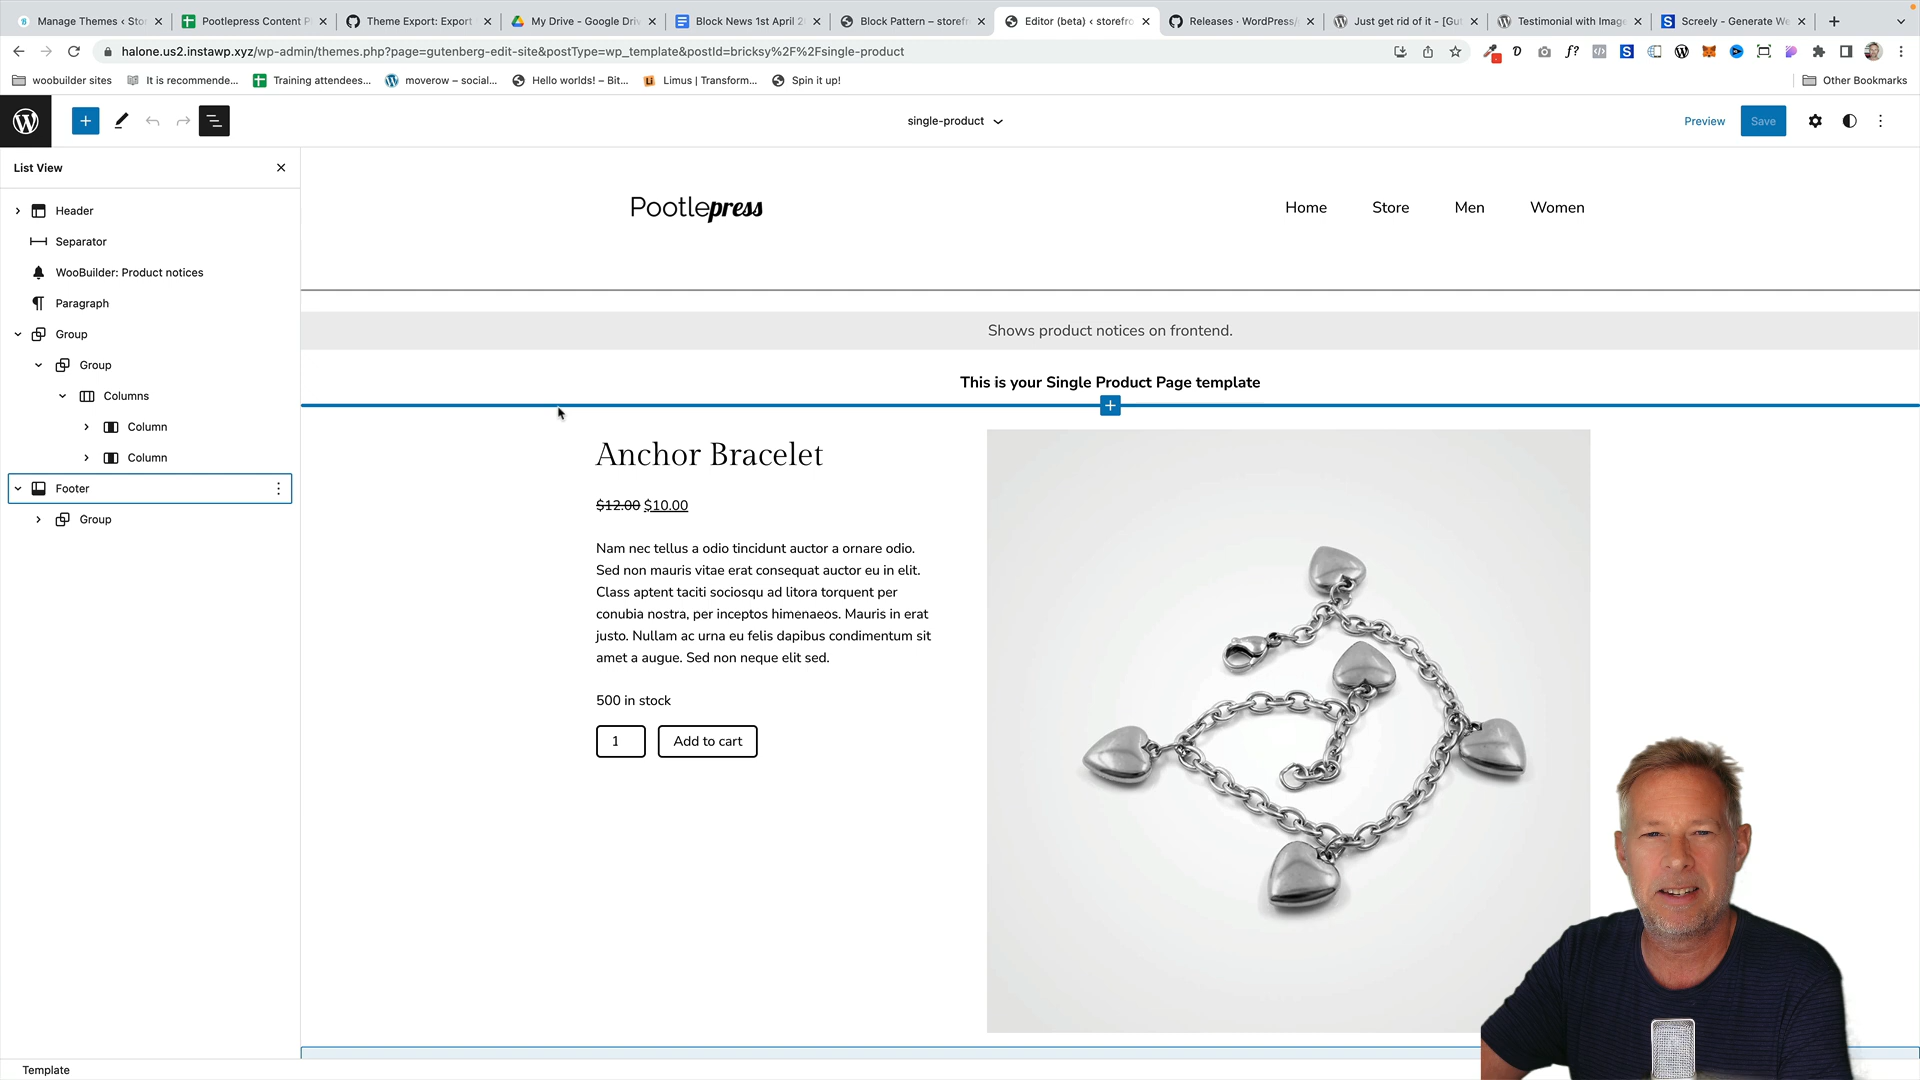 Manage Themes ‹ Sto
Pootlepress Content P
Theme Export: Export
My Drive - Google Dri
Block News 1st April 2
Block Pattern – storef
Editor (beta) ‹ storefro
Releases · WordPress/
Just get rid of it - [Gut
Testimonial with Image
Screely - Generate We
halone.us2.instawp.xyz/wp-admin/themes.php?page=gutenberg-edit-site&postType=wp_template&postId=bricksy%2F%2Fsingle-product
woobuilder sites
It is recommende...
Training attendees...
moverow – social...
Hello worlds! – Bit...
Limus | Transform...
Spin it up!
Other Bookmarks
single-product
Preview
Save
List View
Header
Separator
WooBuilder: Product notices
Paragraph
Group
Group
Columns
Column
Column
Footer
Group
Pootlepress
Home
Store
Men
Women
Shows product notices on frontend.
This is your Single Product Page template
Anchor Bracelet
$12.00 $10.00
Nam nec tellus a odio tincidunt auctor a ornare odio.
Sed non mauris vitae erat consequat auctor eu in elit.
Class aptent taciti sociosqu ad litora torquent per
conubia nostra, per inceptos himenaeos. Mauris in erat
justo. Nullam ac urna eu felis dapibus condimentum sit
amet a augue. Sed non neque elit sed.
500 in stock
1
Add to cart
Template